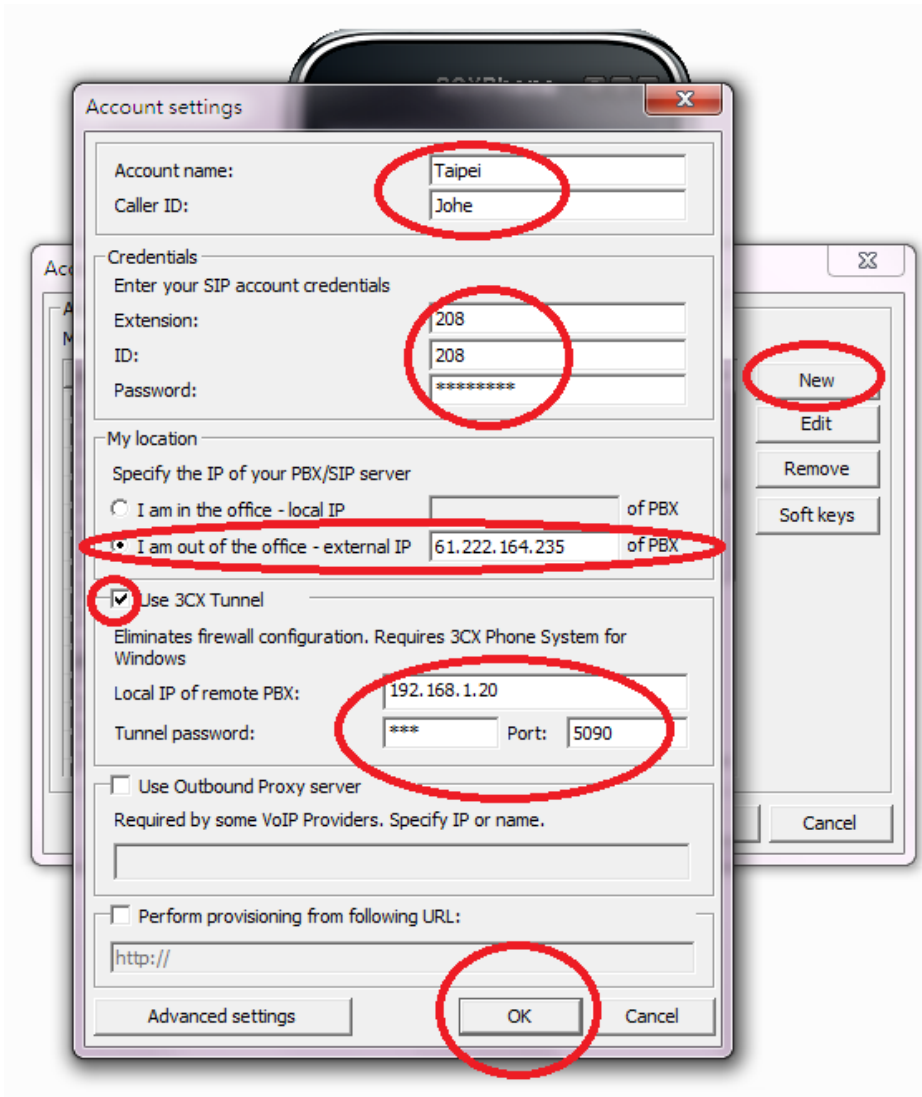 Account settings
Account name:
Taipei
Caller ID:
Johe
Credentials
Enter your SIP account credentials
Extension:
208
ID:
208
Password:
********
My location
Specify the IP of your PBX/SIP server
I am in the office - local IP
of PBX
I am out of the office - external IP
61.222.164.235
of PBX
Use 3CX Tunnel
Eliminates firewall configuration. Requires 3CX Phone System for
Windows
Local IP of remote PBX:
192.168.1.20
Tunnel password:
***
Port:
5090
Use Outbound Proxy server
Required by some VoIP Providers. Specify IP or name.
Perform provisioning from following URL:
http://
Advanced settings
OK
Cancel
New
Edit
Remove
Soft keys
Cancel